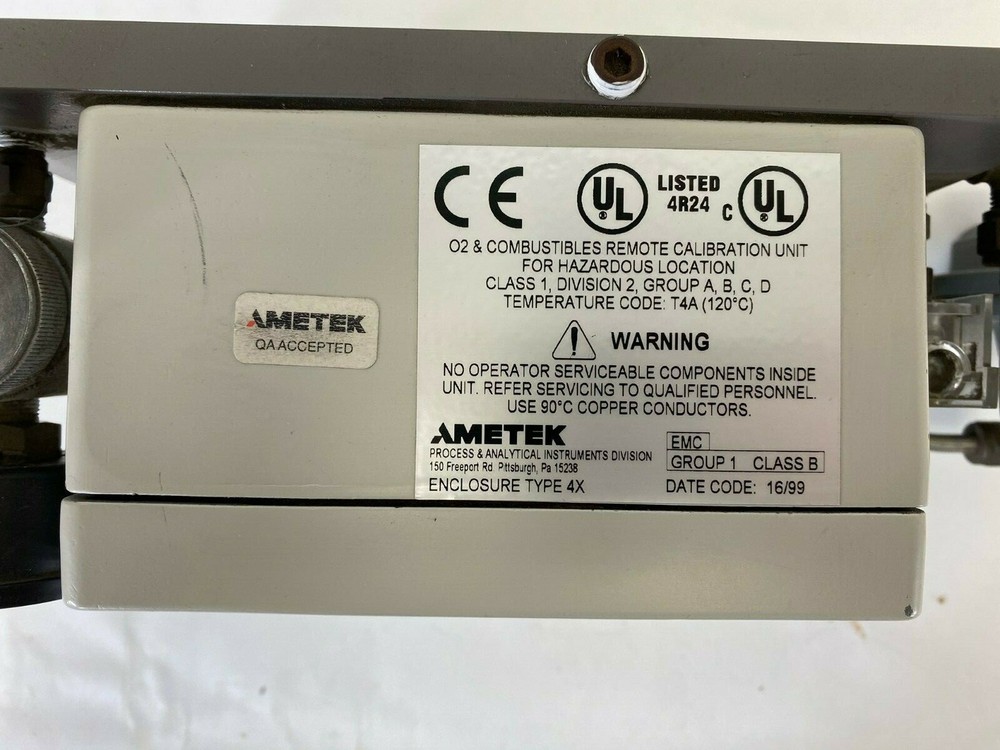 CE UL ® LISTED 4R24 C UL ®
O2 & COMBUSTIBLES REMOTE CALIBRATION UNIT
FOR HAZARDOUS LOCATION
CLASS 1, DIVISION 2, GROUP A, B, C, D
TEMPERATURE CODE: T4A (120°C)
WARNING
NO OPERATOR SERVICEABLE COMPONENTS INSIDE
UNIT. REFER SERVICING TO QUALIFIED PERSONNEL.
USE 90°C COPPER CONDUCTORS.
AMETEK
PROCESS & ANALYTICAL INSTRUMENTS DIVISION
150 Freeport Rd Pittsburgh, Pa 15238
ENCLOSURE TYPE 4X
EMC
GROUP 1 CLASS B
DATE CODE: 16/99
AMETEK
QA ACCEPTED